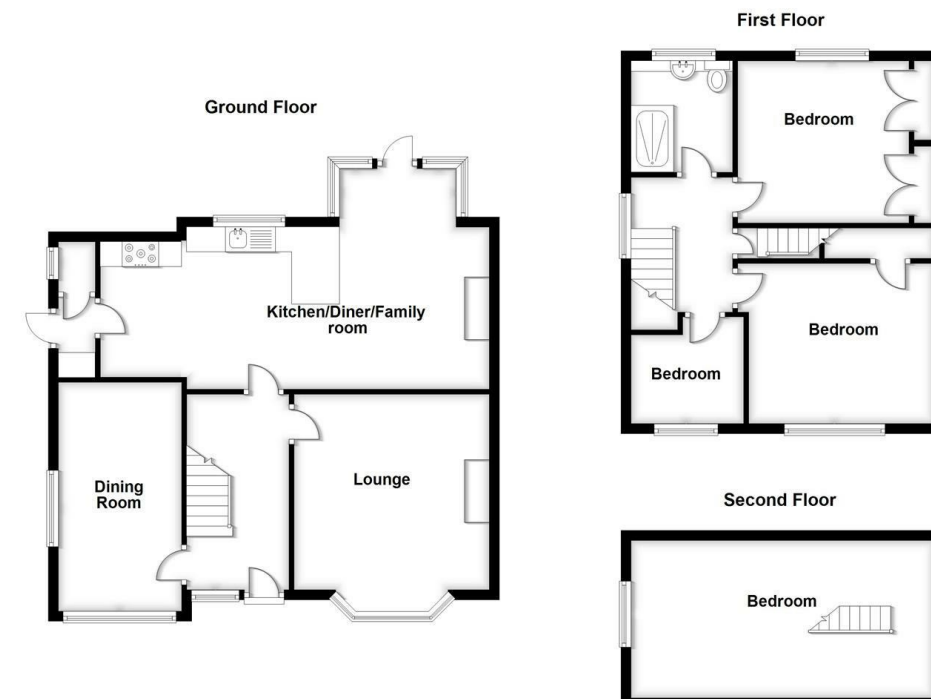 First Floor
Ground Floor
Bedroom
Kitchen/Diner/Family
room
Bedroom
Bedroom
Lounge
Dining
Room
Second Floor
Bedroom